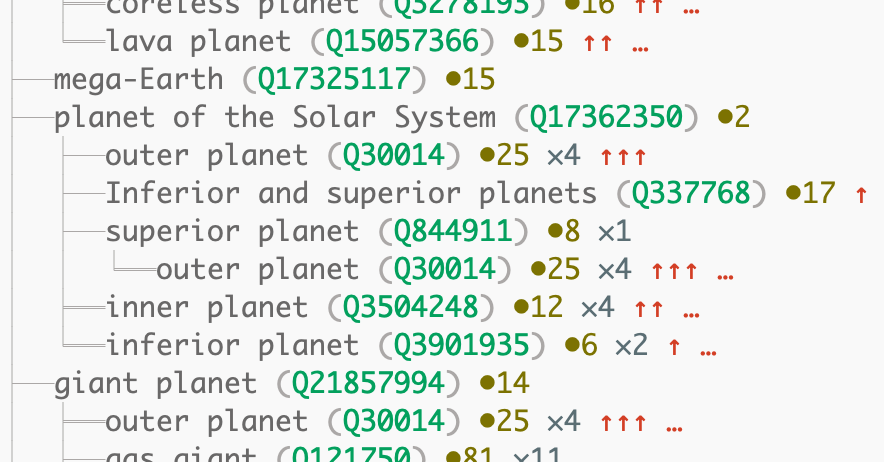 coreless planet (Q3278195) ●16 ↑↑ …
lava planet (Q15057366) ●15 ↑↑ …
mega-Earth (Q17325117) ●15
planet of the Solar System (Q17362350) ●2
outer planet (Q30014) ●25 ×4 ↑↑↑
Inferior and superior planets (Q337768) ●17 ↑
superior planet (Q844911) ●8 ×1
outer planet (Q30014) ●25 ×4 ↑↑↑ …
inner planet (Q3504248) ●12 ×4 ↑↑ …
inferior planet (Q3901935) ●6 ×2 ↑ …
giant planet (Q21857994) ●14
outer planet (Q30014) ●25 ×4 ↑↑↑ …
gas giant (Q121750) ●81 ×11